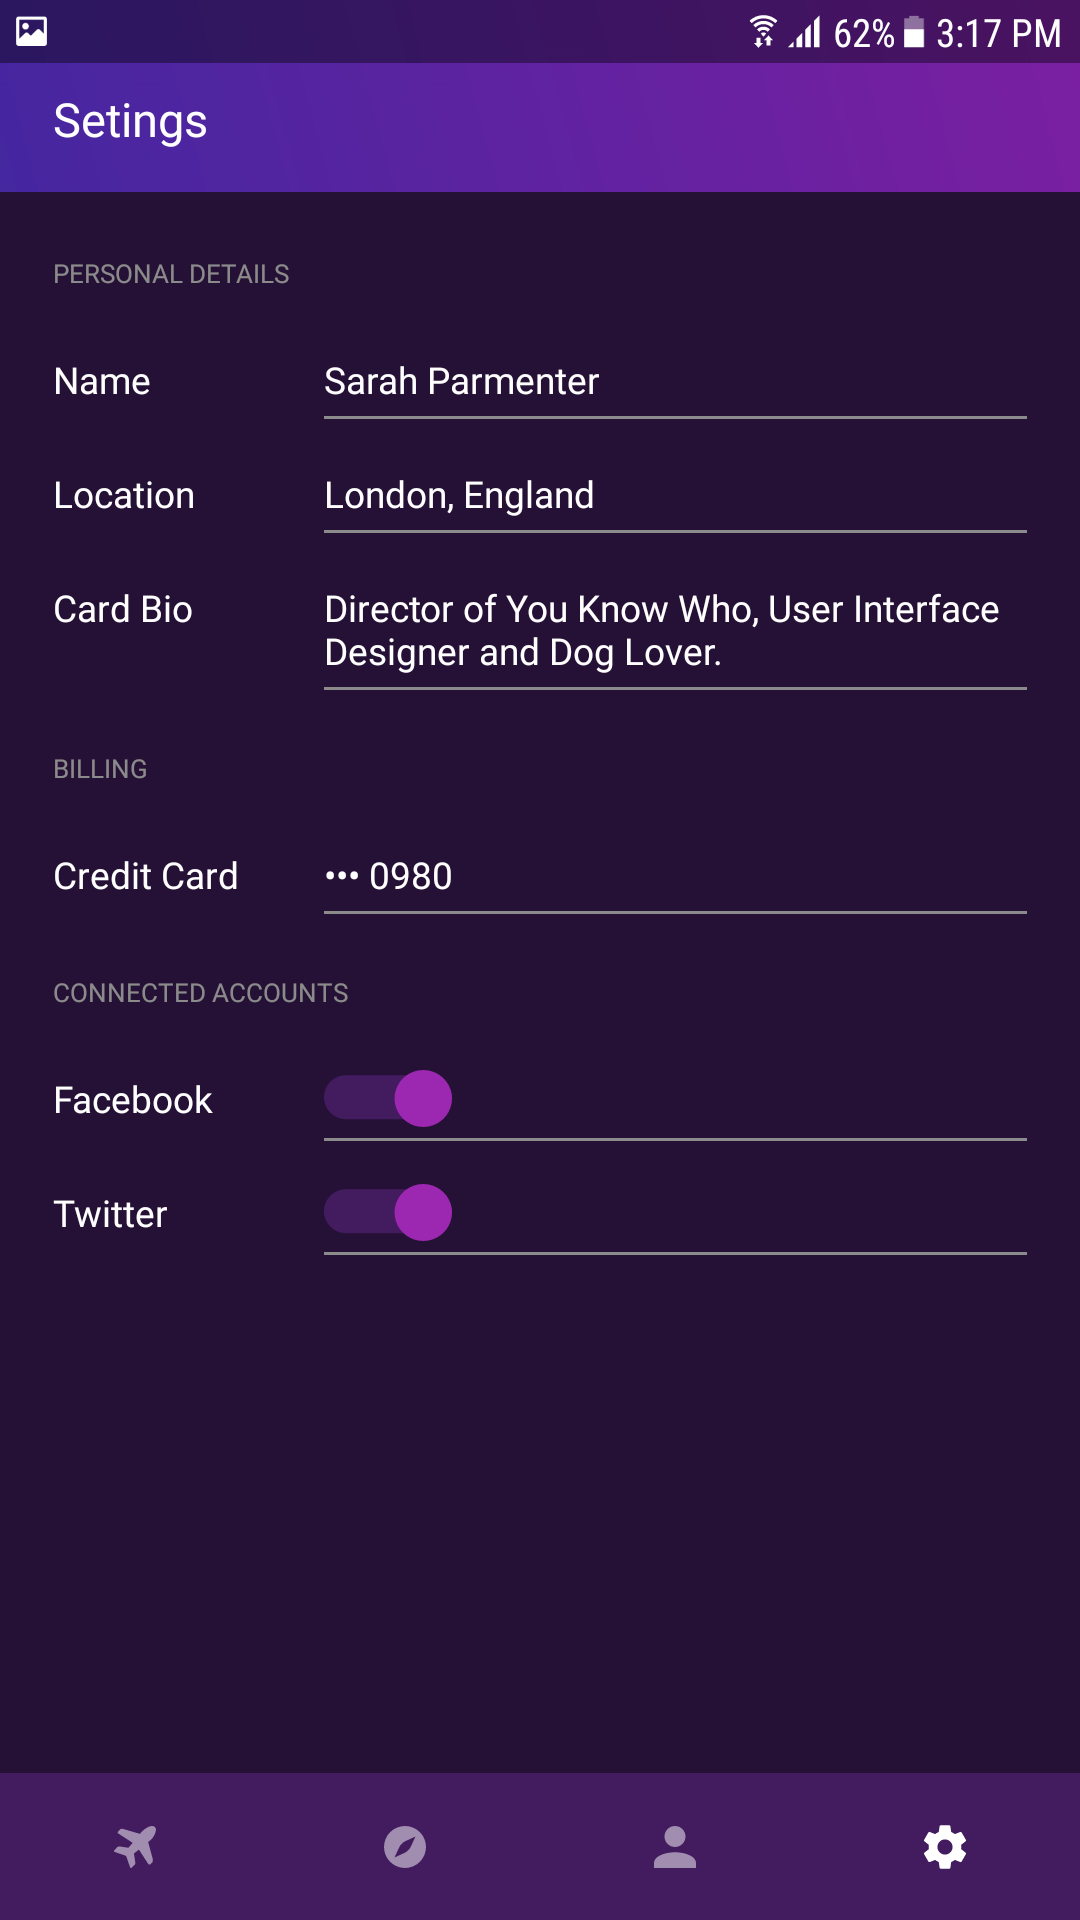 62% 3:17 PM
Setings
PERSONAL DETAILS
Name Sarah Parmenter
Location London, England
Card Bio Director of You Know Who, User Interface
Designer and Dog Lover.
BILLING
Credit Card ••• 0980
CONNECTED ACCOUNTS
Facebook
Twitter